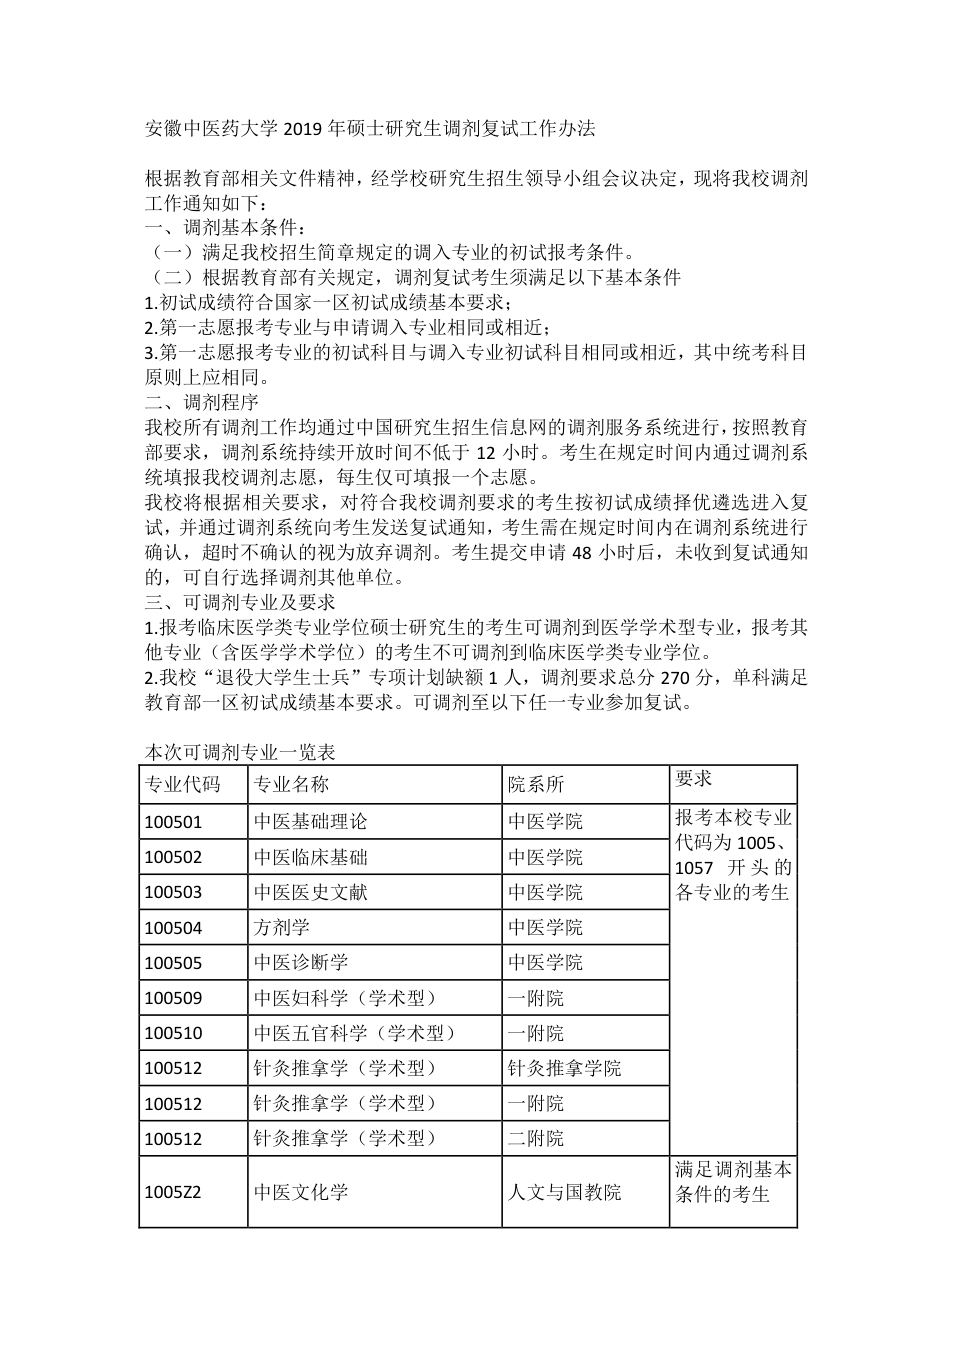 安徽中医药大学 2019 年硕士研究生调剂复试工作办法
根据教育部相关文件精神，经学校研究生招生领导小组会议决定，现将我校调剂
工作通知如下：
一、调剂基本条件：
（一）满足我校招生简章规定的调入专业的初试报考条件。
（二）根据教育部有关规定，调剂复试考生须满足以下基本条件
1.初试成绩符合国家一区初试成绩基本要求；
2.第一志愿报考专业与申请调入专业相同或相近；
3.第一志愿报考专业的初试科目与调入专业初试科目相同或相近，其中统考科目
原则上应相同。
二、调剂程序
我校所有调剂工作均通过中国研究生招生信息网的调剂服务系统进行，按照教育
部要求，调剂系统持续开放时间不低于 12 小时。考生在规定时间内通过调剂系
统填报我校调剂志愿，每生仅可填报一个志愿。
我校将根据相关要求，对符合我校调剂要求的考生按初试成绩择优遴选进入复
试，并通过调剂系统向考生发送复试通知，考生需在规定时间内在调剂系统进行
确认，超时不确认的视为放弃调剂。考生提交申请 48 小时后，未收到复试通知
的，可自行选择调剂其他单位。
三、可调剂专业及要求
1.报考临床医学类专业学位硕士研究生的考生可调剂到医学学术型专业，报考其
他专业（含医学学术学位）的考生不可调剂到临床医学类专业学位。
2.我校“退役大学生士兵”专项计划缺额 1 人，调剂要求总分 270 分，单科满足
教育部一区初试成绩基本要求。可调剂至以下任一专业参加复试。
本次可调剂专业一览表
专业代码 专业名称 院系所 要求
100501 中医基础理论 中医学院 报考本校专业
代码为 1005、
1057 开头的
各专业的考生
100502 中医临床基础 中医学院
100503 中医医史文献 中医学院
100504 方剂学 中医学院
100505 中医诊断学 中医学院
100509 中医妇科学（学术型） 一附院
100510 中医五官科学（学术型） 一附院
100512 针灸推拿学（学术型） 针灸推拿学院
100512 针灸推拿学（学术型） 一附院
100512 针灸推拿学（学术型） 二附院
1005Z2 中医文化学 人文与国教院 满足调剂基本
条件的考生